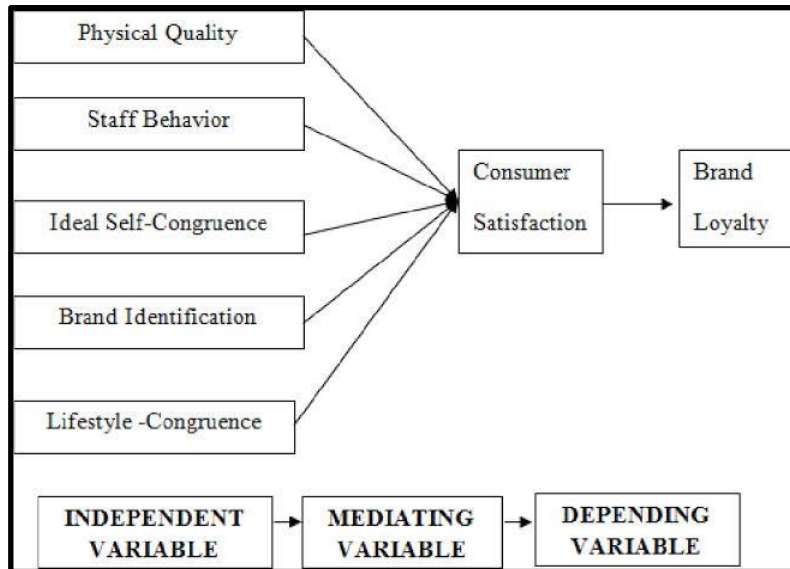 Physical Quality
Staff Behavior
Ideal Self-Congruence
Brand Identification
Lifestyle -Congruence
Consumer
Satisfaction
Brand
Loyalty
INDEPENDENT
VARIABLE
MEDIATING
VARIABLE
DEPENDING
VARIABLE